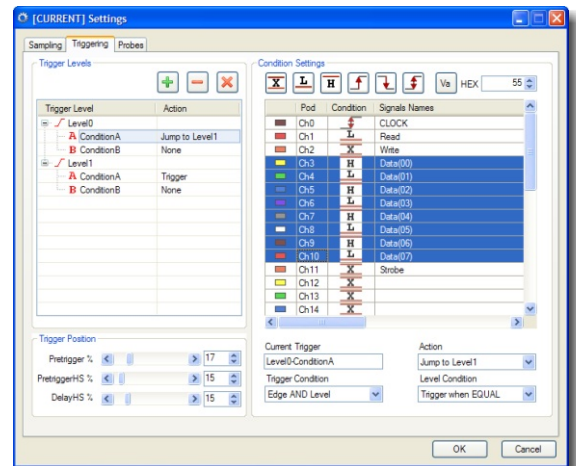 [CURRENT] Settings
Sampling Triggering Probes
Trigger Levels
Trigger Level Action
Level0
A ConditionA Jump to Level1
B ConditionB None
Level1
A ConditionA Trigger
B ConditionB None
Trigger Position
Pretrigger % 17
PretriggerHS % 15
DelayHS % 15
Condition Settings
X L H Va HEX 55
Pod Condition Signals Names
Ch0 CLOCK
Ch1 L Read
Ch2 X Write
Ch3 H Data(00)
Ch4 L Data(01)
Ch5 H Data(02)
Ch6 L Data(03)
Ch7 H Data(04)
Ch8 L Data(05)
Ch9 H Data(06)
Ch10 L Data(07)
Ch11 X Strobe
Ch12 X
Ch13 X
Ch14 X
Current Trigger Action
Level0-ConditionA Jump to Level1
Trigger Condition Level Condition
Edge AND Level Trigger when EQUAL
OK Cancel